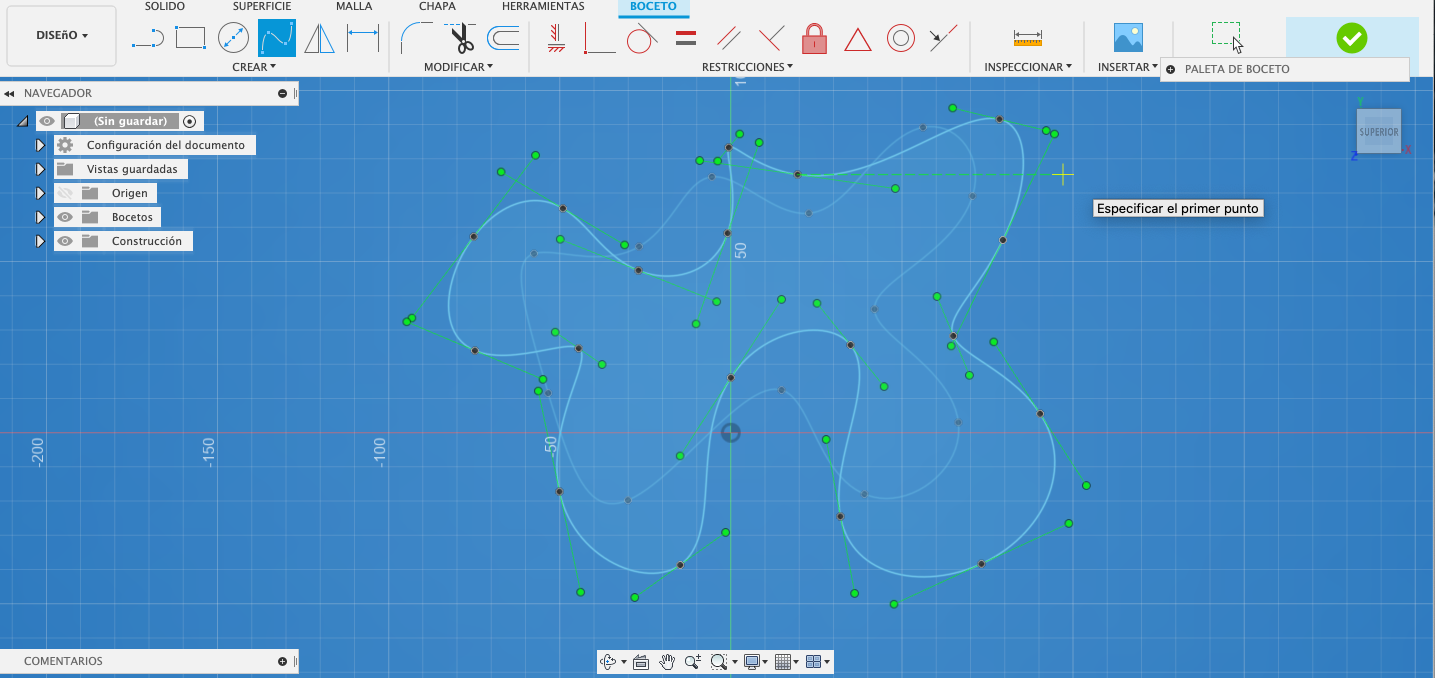 SOLIDO SUPERFICIE MALLA CHAPA HERRAMIENTAS BOCETO
DISEñO
CREAR MODIFICAR RESTRICCIONES INSPECCIONAR INSERTAR
PALETA DE BOCETO
NAVEGADOR
(Sin guardar)
Configuración del documento
Vistas guardadas
Origen
Bocetos
Construcción
Y
SUPERIOR
X
Z
Especificar el primer punto
50
-200
-150
-100
-50
COMENTARIOS